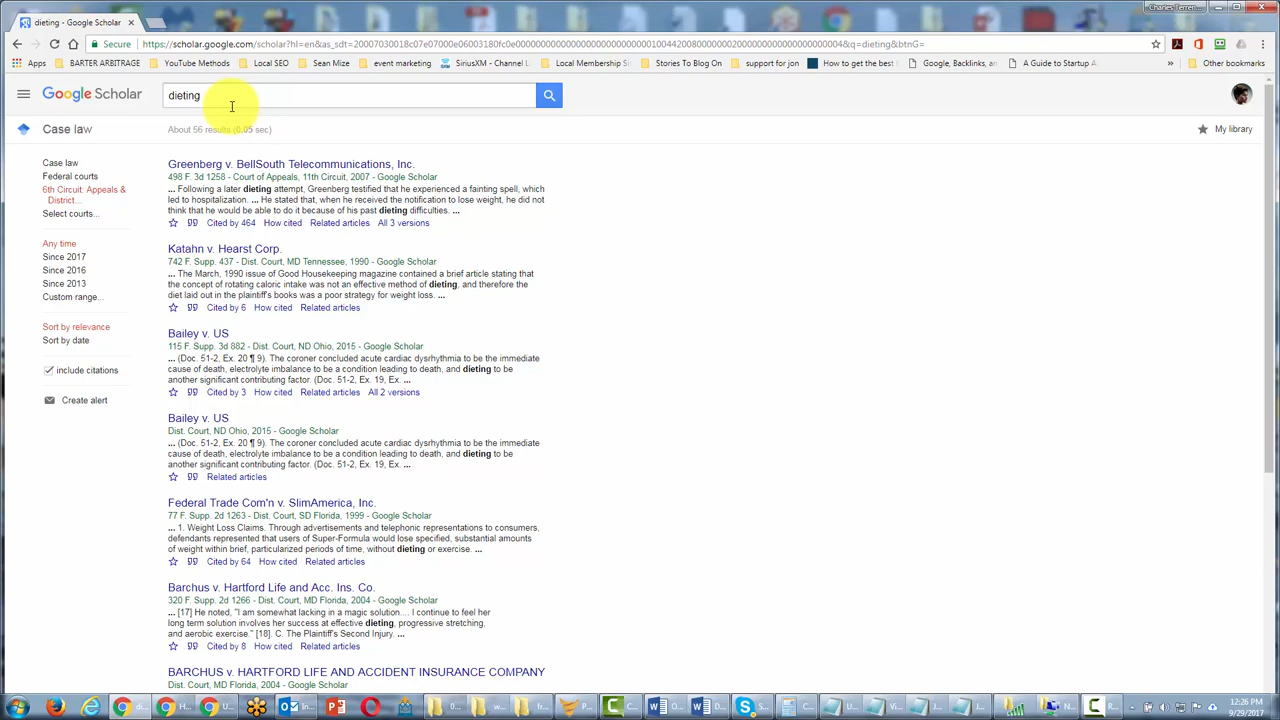 dieting - Google Scholar
Charles Terren...
Secure
https://scholar.google.com/scholar?hl=en&as_sdt=
Apps
BARTER ARBITRAGE
YouTube Methods
Local SEO
Sean Mize
event marketing
SiriusXM - Channel L
Local Membership Si
Stories To Blog On
support for jon
How to get the best
Google, Backlinks, an
A Guide to Startup A
»
Other bookmarks
Google Scholar
dieting
Case law
About 56 results (0.05 sec)
My library
Case law
Federal courts
6th Circuit: Appeals &
District...
Select courts...
Any time
Since 2017
Since 2016
Since 2013
Custom range...
Sort by relevance
Sort by date
include citations
Create alert
Greenberg v. BellSouth Telecommunications, Inc.
498 F. 3d 1258 - Court of Appeals, 11th Circuit, 2007 - Google Scholar
... Following a later dieting attempt, Greenberg testified that he experienced a fainting spell, which
led to hospitalization. ... He stated that, when he received the notification to lose weight, he did not
think that he would be able to do it because of his past dieting difficulties. ...
Cited by 464 How cited Related articles All 3 versions
Katahn v. Hearst Corp.
742 F. Supp. 437 - Dist. Court, MD Tennessee, 1990 - Google Scholar
... The March, 1990 issue of Good Housekeeping magazine contained a brief article stating that
the concept of rotating caloric intake was not an effective method of dieting, and therefore the
diet laid out in the plaintiff's books was a poor strategy for weight loss. ...
Cited by 6 How cited Related articles
Bailey v. US
115 F. Supp. 3d 882 - Dist. Court, ND Ohio, 2015 - Google Scholar
... (Doc. 51-2, Ex. 20 ¶ 9). The coroner concluded acute cardiac dysrhythmia to be the immediate
cause of death, electrolyte imbalance to be a condition leading to death, and dieting to be
another significant contributing factor. (Doc. 51-2, Ex. 19, Ex. ...
Cited by 3 How cited Related articles All 2 versions
Bailey v. US
Dist. Court, ND Ohio, 2015 - Google Scholar
... (Doc. 51-2, Ex. 20 ¶ 9). The coroner concluded acute cardiac dysrhythmia to be the immediate
cause of death, electrolyte imbalance to be a condition leading to death, and dieting to be
another significant contributing factor. (Doc. 51-2, Ex. 19, Ex. ...
Related articles
Federal Trade Com'n v. SlimAmerica, Inc.
77 F. Supp. 2d 1263 - Dist. Court, SD Florida, 1999 - Google Scholar
... 1. Weight Loss Claims. Through advertisements and telephonic representations to consumers,
defendants represented that users of Super-Formula would lose specified, substantial amounts
of weight within brief, particularized periods of time, without dieting or exercise. ...
Cited by 64 How cited Related articles
Barchus v. Hartford Life and Acc. Ins. Co.
320 F. Supp. 2d 1266 - Dist. Court, MD Florida, 2004 - Google Scholar
... [17] He noted, "I am somewhat lacking in a magic solution.... I continue to feel her
long term solution involves her success at effective dieting, progressive stretching,
and aerobic exercise." [18]. C. The Plaintiff's Second Injury. ...
Cited by 8 How cited Related articles
BARCHUS v. HARTFORD LIFE AND ACCIDENT INSURANCE COMPANY
Dist. Court, MD Florida, 2004 - Google Scholar
12:26 PM
9/29/2017